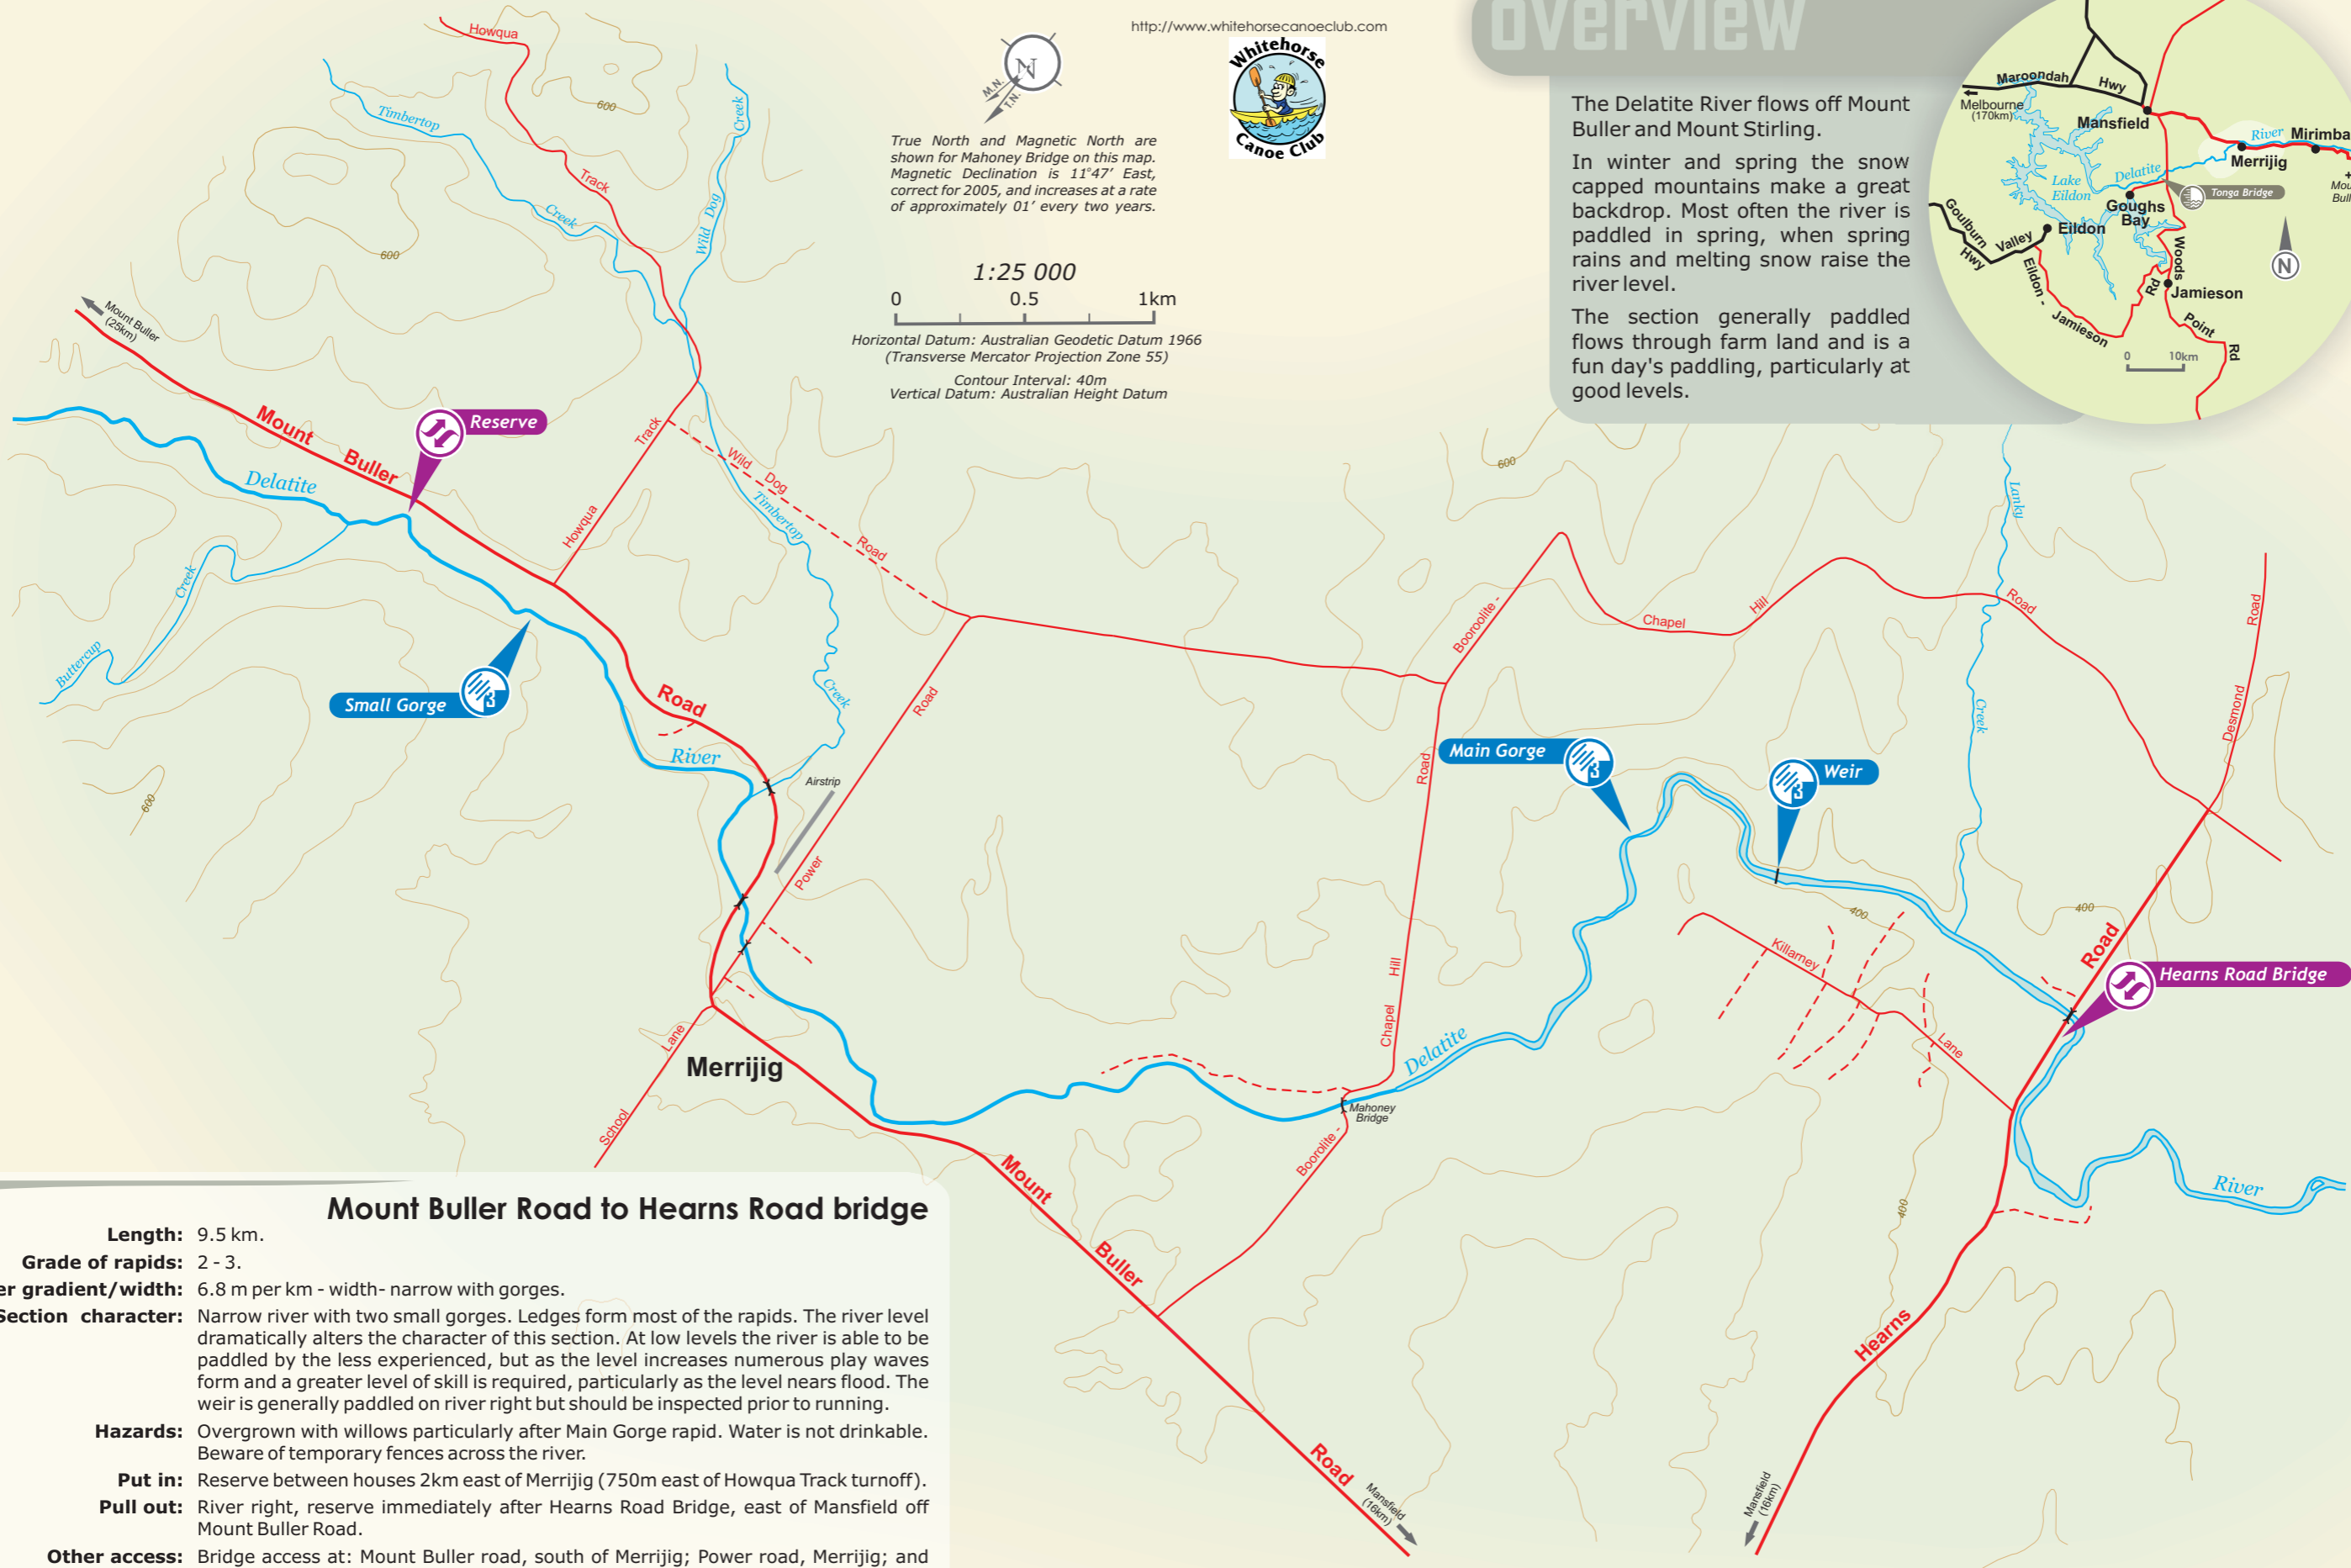 http://www.whitehorsecanoeclub.com
Whitehorse
Canoe Club
N
M.N.
T.N.
True North and Magnetic North are
shown for Mahoney Bridge on this map.
Magnetic Declination is 11°47' East,
correct for 2005, and increases at a rate
of approximately 01' every two years.
1:25 000
0 0.5 1km
Horizontal Datum: Australian Geodetic Datum 1966
(Transverse Mercator Projection Zone 55)
Contour Interval: 40m
Vertical Datum: Australian Height Datum
overview
The Delatite River flows off Mount
Buller and Mount Stirling.
In winter and spring the snow
capped mountains make a great
backdrop. Most often the river is
paddled in spring, when spring
rains and melting snow raise the
river level.
The section generally paddled
flows through farm land and is a
fun day's paddling, particularly at
good levels.
Maroondah Hwy
Melbourne
(170km)
Mansfield
River
Mirimba
Merrijig
Delatite
Lake
Eildon
Tonga Bridge
Goughs
Bay
Eildon
Goulburn
Valley
Hwy
Eildon -
Jamieson
Rd
Woods
Point
Rd
Jamieson
N
0 10km
Howqua
Track
Timbertop
Creek
Wild Dog
Creek
600
600
Mount Buller
(25km)
Mount
Buller
Road
Reserve
Delatite
River
Howqua
Track
Wild
Dog
Road
Timbertop
Creek
Buttercup
Creek
Small Gorge
3
600
Airstrip
Power
Road
Merrijig
School
Lane
600
Booroolite -
Chapel
Hill
Road
Lanky
Creek
Desmond
Road
Main Gorge
3
Weir
3
Road
Hill
Chapel
Delatite
Mahoney
Bridge
Boorolite -
400
400
400
Killarney
Lane
Road
Hearns Road Bridge
River
Hearns
Mansfield
(16km)
Mount
Buller
Road
Mansfield
(16km)
Mount Buller Road to Hearns Road bridge
Length: 9.5 km.
Grade of rapids: 2 - 3.
er gradient/width: 6.8 m per km - width- narrow with gorges.
Section character: Narrow river with two small gorges. Ledges form most of the rapids. The river level
dramatically alters the character of this section. At low levels the river is able to be
paddled by the less experienced, but as the level increases numerous play waves
form and a greater level of skill is required, particularly as the level nears flood. The
weir is generally paddled on river right but should be inspected prior to running.
Hazards: Overgrown with willows particularly after Main Gorge rapid. Water is not drinkable.
Beware of temporary fences across the river.
Put in: Reserve between houses 2km east of Merrijig (750m east of Howqua Track turnoff).
Pull out: River right, reserve immediately after Hearns Road Bridge, east of Mansfield off
Mount Buller Road.
Other access: Bridge access at: Mount Buller road, south of Merrijig; Power road, Merrijig; and